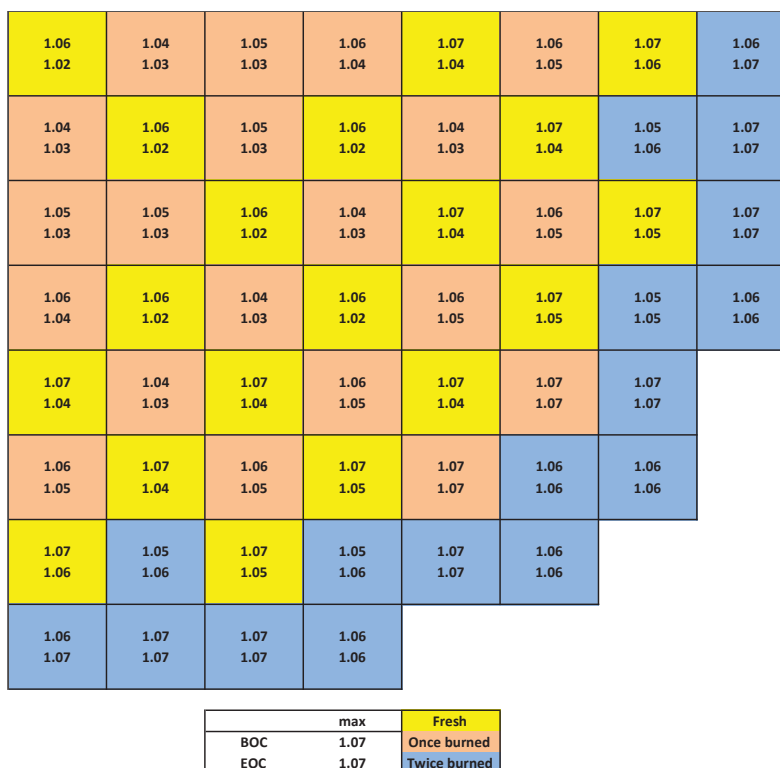 1.06 1.04 1.05 1.06 1.07 1.06 1.07 1.06
1.02 1.03 1.03 1.04 1.04 1.05 1.06 1.07
1.04 1.06 1.05 1.06 1.04 1.07 1.05 1.07
1.03 1.02 1.03 1.02 1.03 1.04 1.06 1.07
1.05 1.05 1.06 1.04 1.07 1.06 1.07 1.07
1.03 1.03 1.02 1.03 1.04 1.05 1.05 1.07
1.06 1.06 1.04 1.06 1.06 1.07 1.05 1.06
1.04 1.02 1.03 1.02 1.05 1.05 1.05 1.06
1.07 1.04 1.07 1.06 1.07 1.07 1.07
1.04 1.03 1.04 1.05 1.04 1.07 1.07
1.06 1.07 1.06 1.07 1.07 1.06 1.06
1.05 1.04 1.05 1.05 1.07 1.06 1.06
1.07 1.05 1.07 1.05 1.07 1.06
1.06 1.06 1.05 1.06 1.07 1.06
1.06 1.07 1.07 1.06
1.07 1.07 1.07 1.06
max Fresh
BOC 1.07 Once burned
EOC 1.07 Twice burned